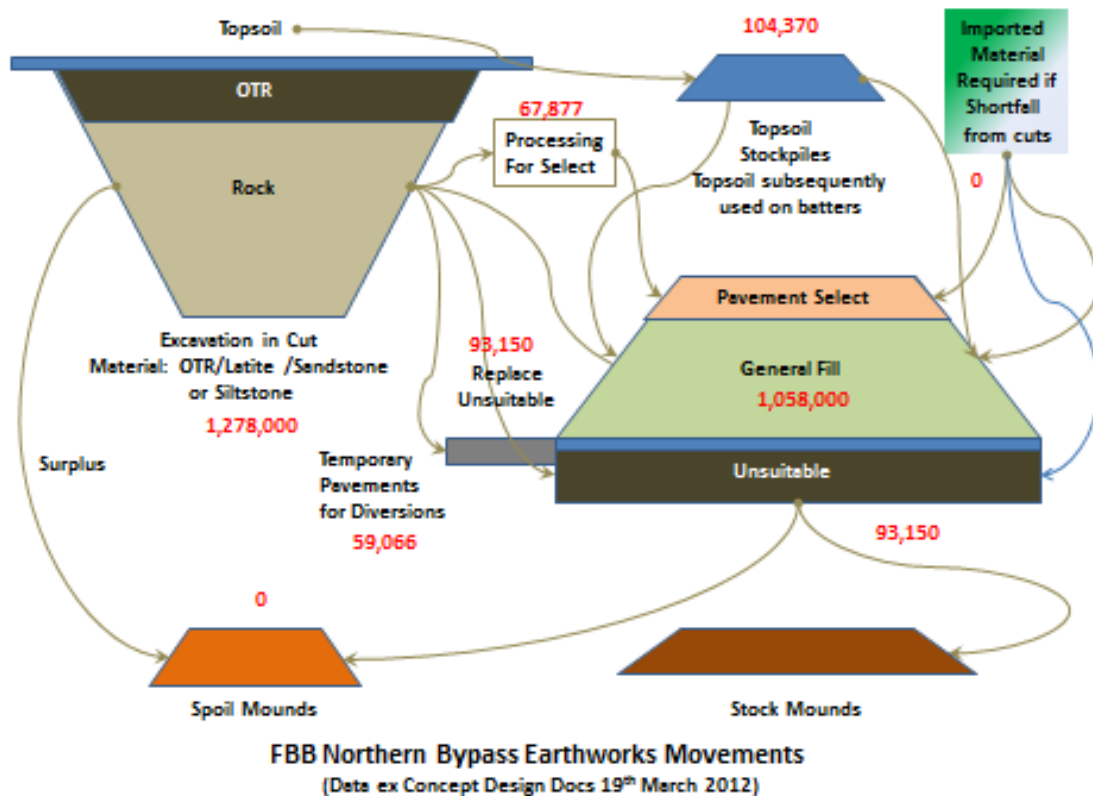 Topsoil
104,370
Imported
Material
Required if
Shortfall
from cuts
OTR
67,877
Processing
For Select
Topsoil
Stockpiles
Topsoil subsequently
used on batters
0
Rock
Pavement Select
Excavation in Cut
Material: OTR/Latite /Sandstone
or Siltstone
1,278,000
93,150
Replace
Unsuitable
General Fill
1,058,000
Surplus
Temporary
Pavements
for Diversions
59,066
Unsuitable
93,150
0
Spoil Mounds
Stock Mounds
FBB Northern Bypass Earthworks Movements
(Data ex Concept Design Docs 19th March 2012)